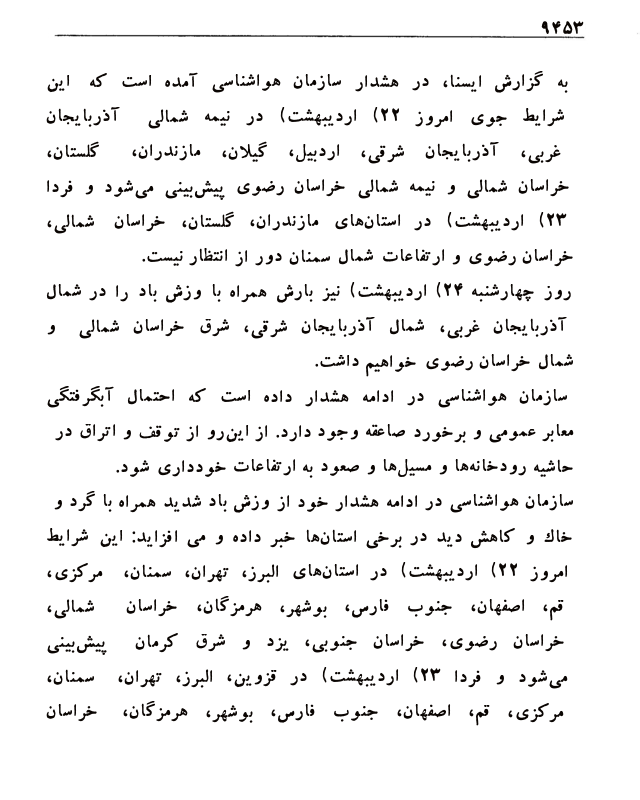 ۹۴۵۳
به گزارش ایسنا، در هشدار سازمان هواشناسی آمده است که این
شرایط جوی امروز ۲۲) اردیبهشت) در نیمه شمالی آذربایجان
غربی، آذربایجان شرقی، اردبیل، گیلان، مازندران، گلستان،
خراسان شمالی و نیمه شمالی خراسان رضوی پیش‌بینی می‌شود و فردا
۲۳) اردیبهشت) در استان‌های مازندران، گلستان، خراسان شمالی،
خراسان رضوی و ارتفاعات شمال سمنان دور از انتظار نیست.
روز چهارشنبه ۲۴) اردیبهشت) نیز بارش همراه با وزش باد را در شمال
آذربایجان غربی، شمال آذربایجان شرقی، شرق خراسان شمالی و
شمال خراسان رضوی خواهیم داشت.
سازمان هواشناسی در ادامه هشدار داده است که احتمال آبگرفتگی
معابر عمومی و برخورد صاعقه وجود دارد. از این‌رو از توقف و اتراق در
حاشیه رودخانه‌ها و مسیل‌ها و صعود به ارتفاعات خودداری شود.
سازمان هواشناسی در ادامه هشدار خود از وزش باد شدید همراه با گرد و
خاك و کاهش دید در برخی استان‌ها خبر داده و می افزاید: این شرایط
امروز ۲۲) اردیبهشت) در استان‌های البرز، تهران، سمنان، مرکزی،
قم، اصفهان، جنوب فارس، بوشهر، هرمزگان، خراسان شمالی،
خراسان رضوی، خراسان جنوبی، یزد و شرق کرمان پیش‌بینی
می‌شود و فردا ۲۳) اردیبهشت) در قزوین، البرز، تهران، سمنان،
مرکزی، قم، اصفهان، جنوب فارس، بوشهر، هرمزگان، خراسان